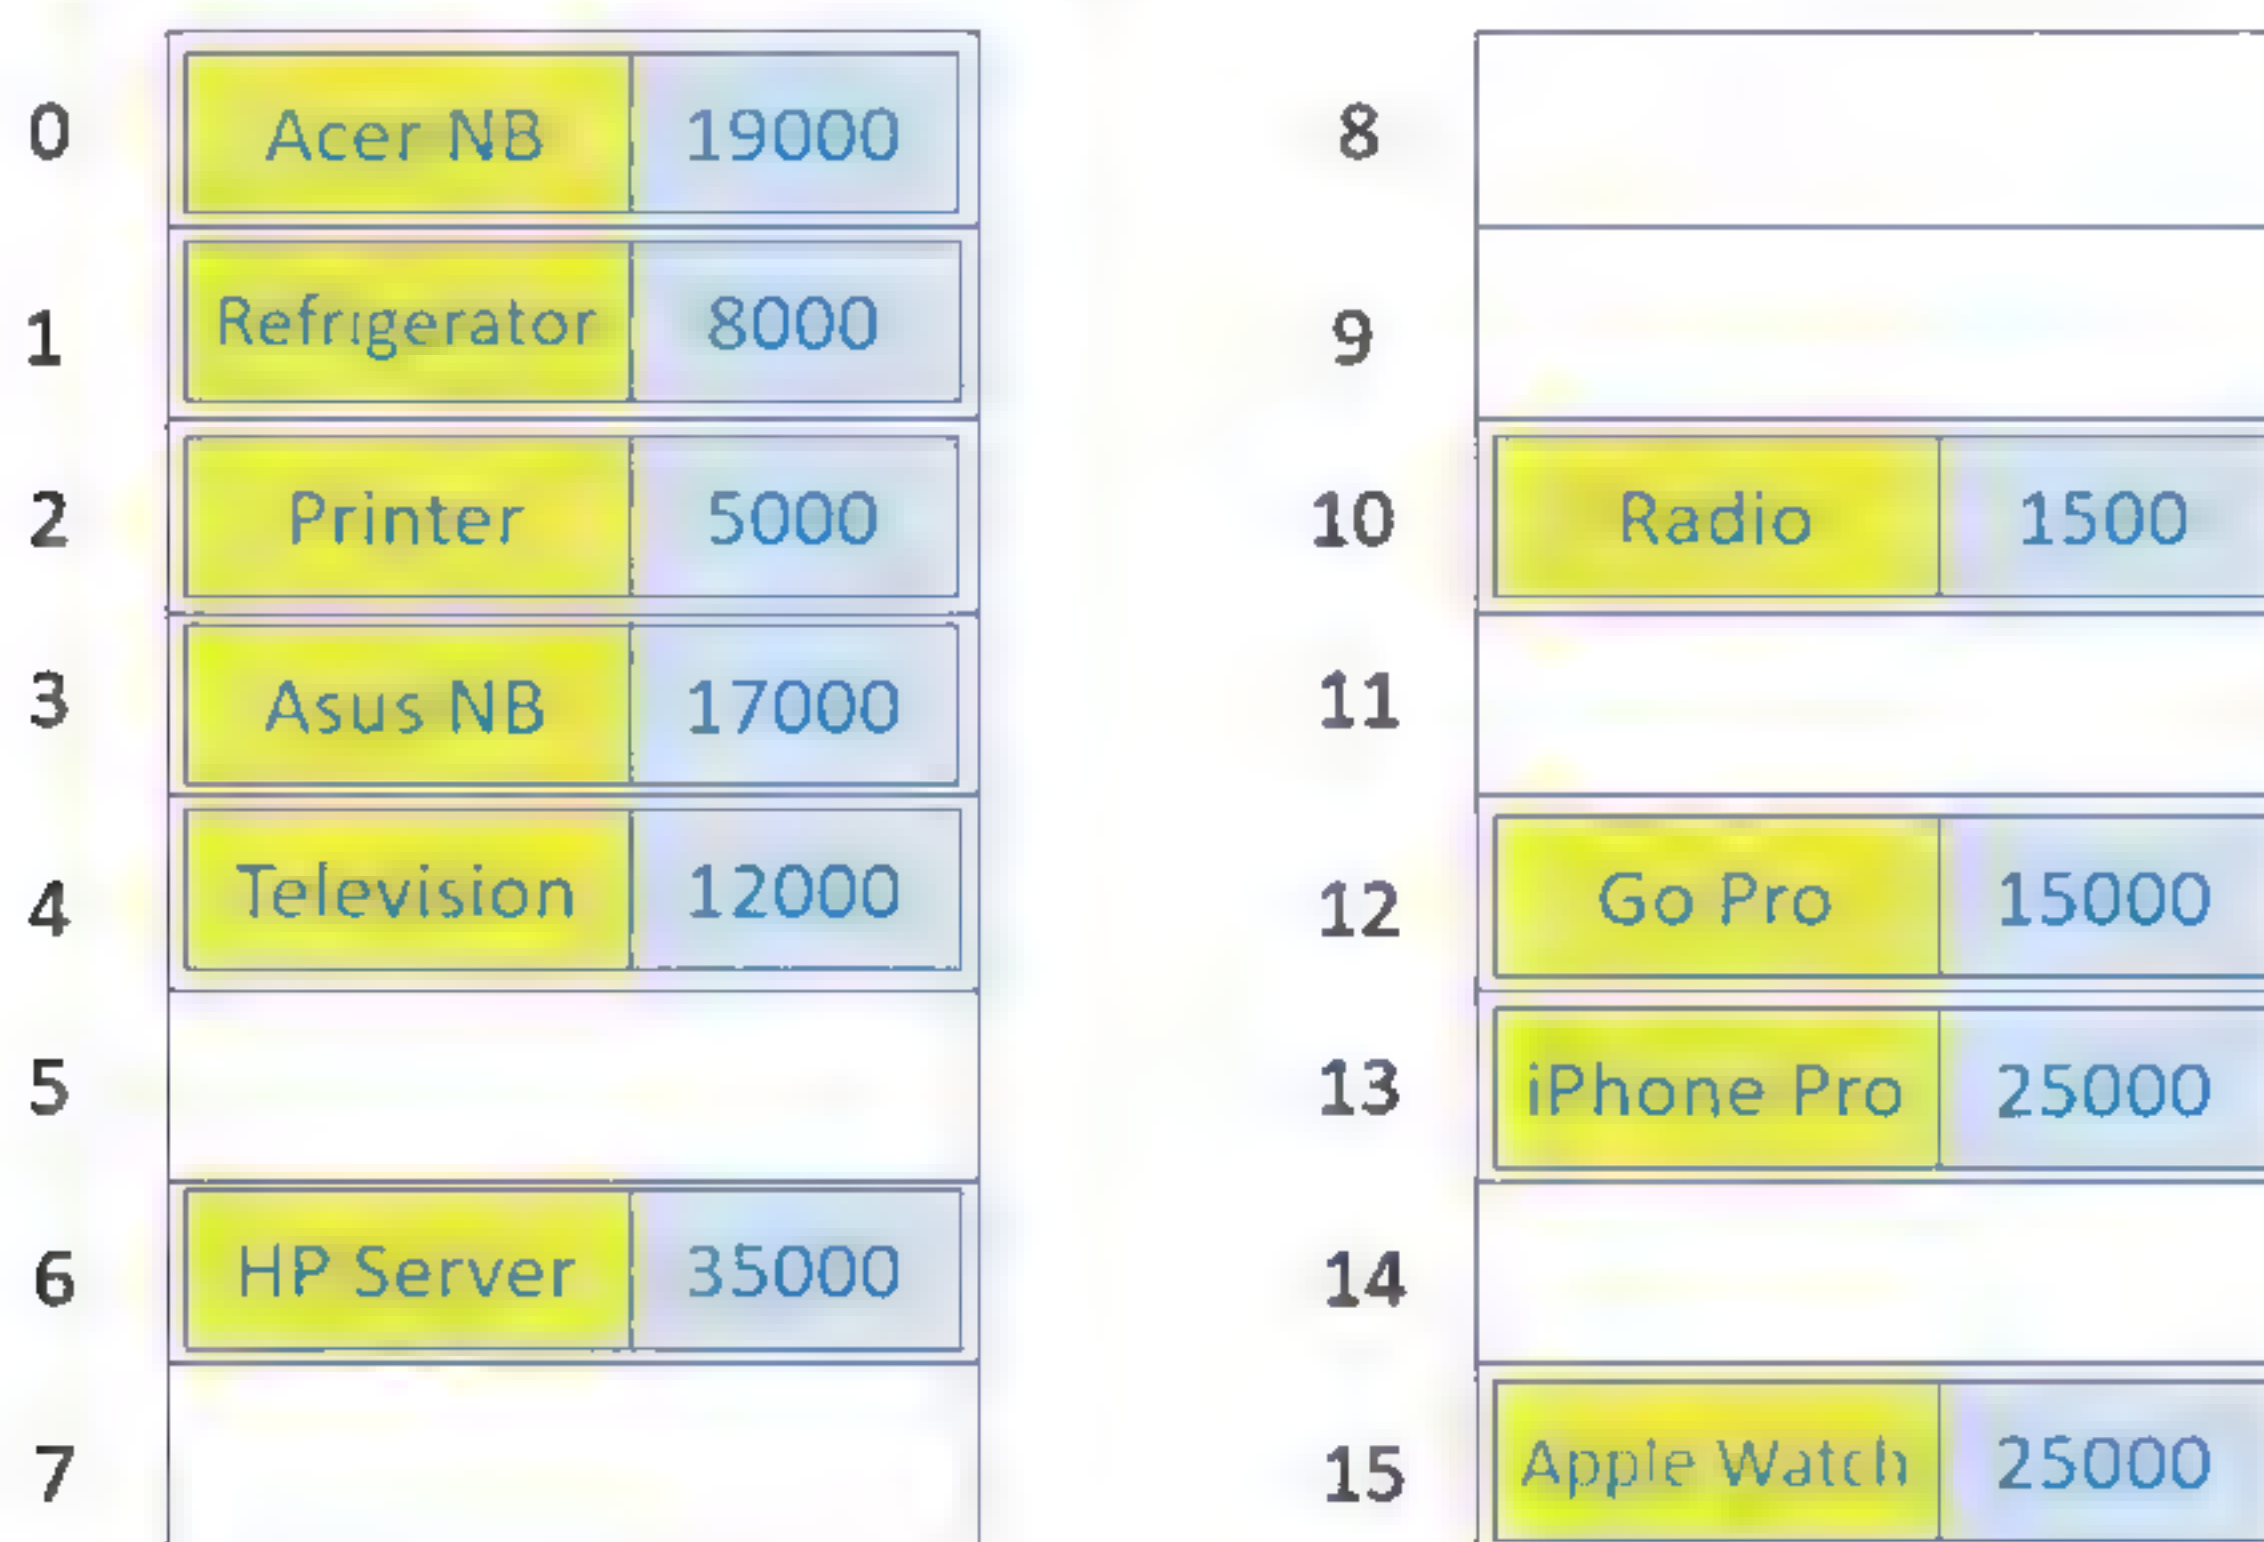 0 Acer NB 19000
1 Refrigerator 8000
2 Printer 5000
3 Asus NB 17000
4 Television 12000
5
6 HP Server 35000
7
8
9
10 Radio 1500
11
12 Go Pro 15000
13 iPhone Pro 25000
14
15 Apple Watch 25000